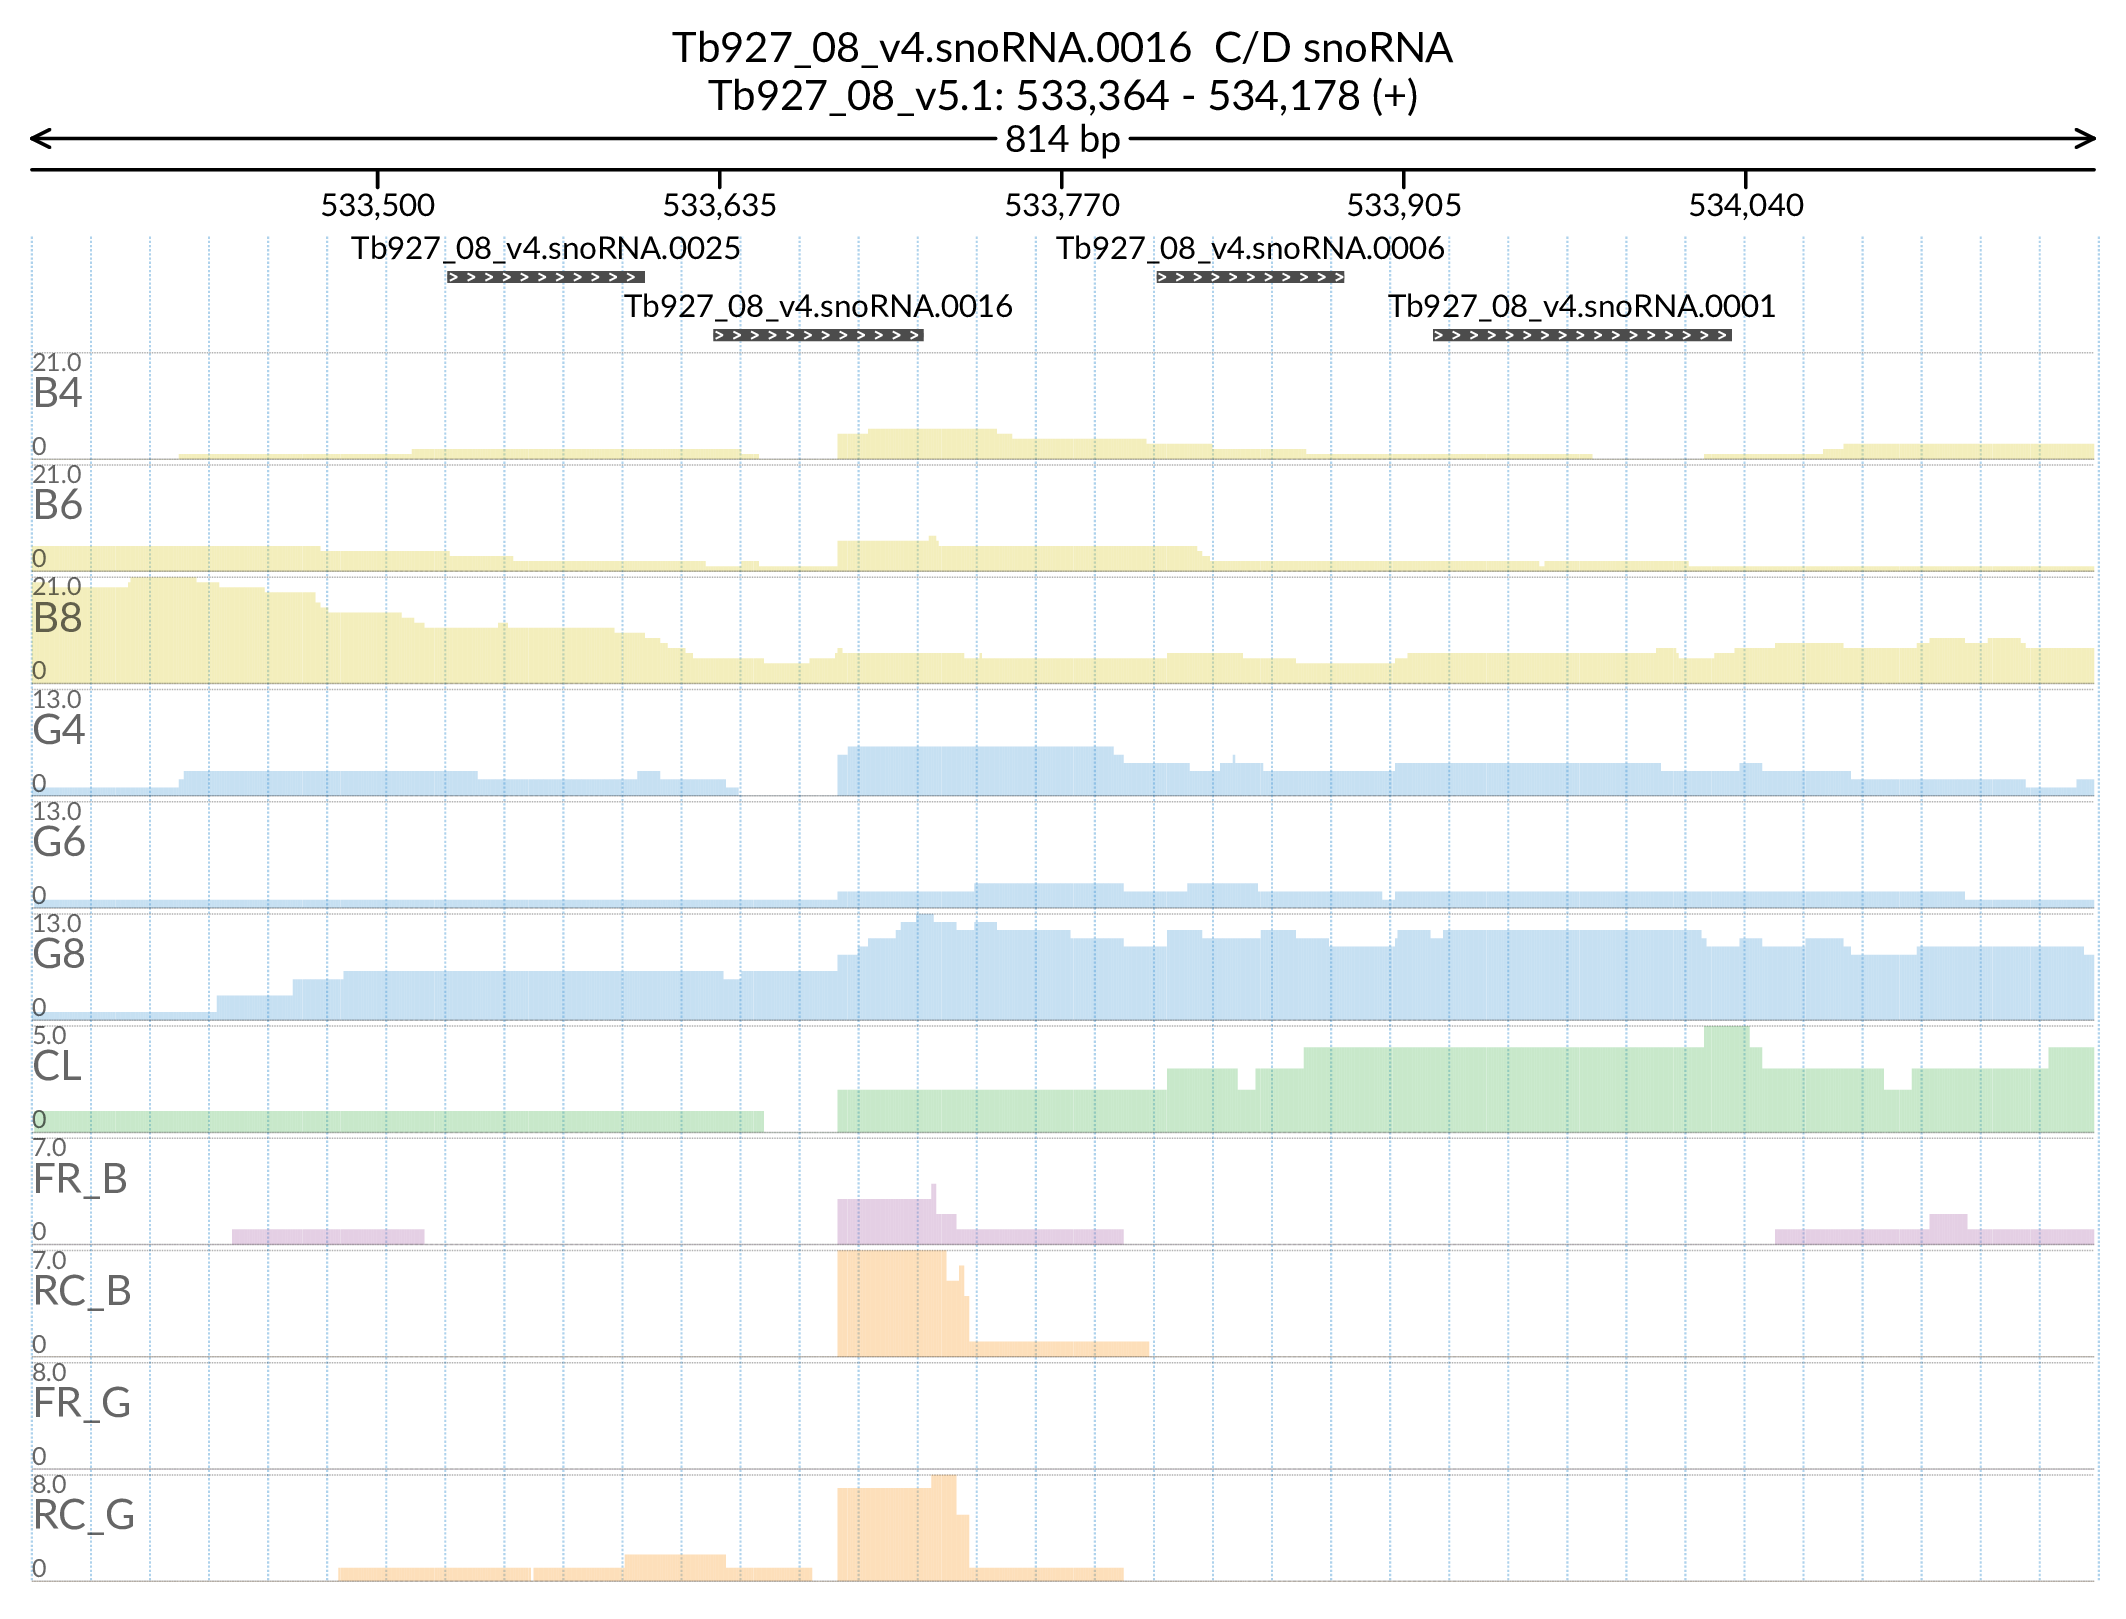 Tb927_08_v4.snoRNA.0016  C/D snoRNA
Tb927_08_v5.1: 533,364 - 534,178 (+)
814 bp
533,500 533,635 533,770 533,905 534,040
Tb927_08_v4.snoRNA.0025 Tb927_08_v4.snoRNA.0006
Tb927_08_v4.snoRNA.0016 Tb927_08_v4.snoRNA.0001
21.0
B4
0
21.0
B6
0
21.0
B8
0
13.0
G4
0
13.0
G6
0
13.0
G8
0
5.0
CL
0
7.0
FR_B
0
7.0
RC_B
0
8.0
FR_G
0
8.0
RC_G
0